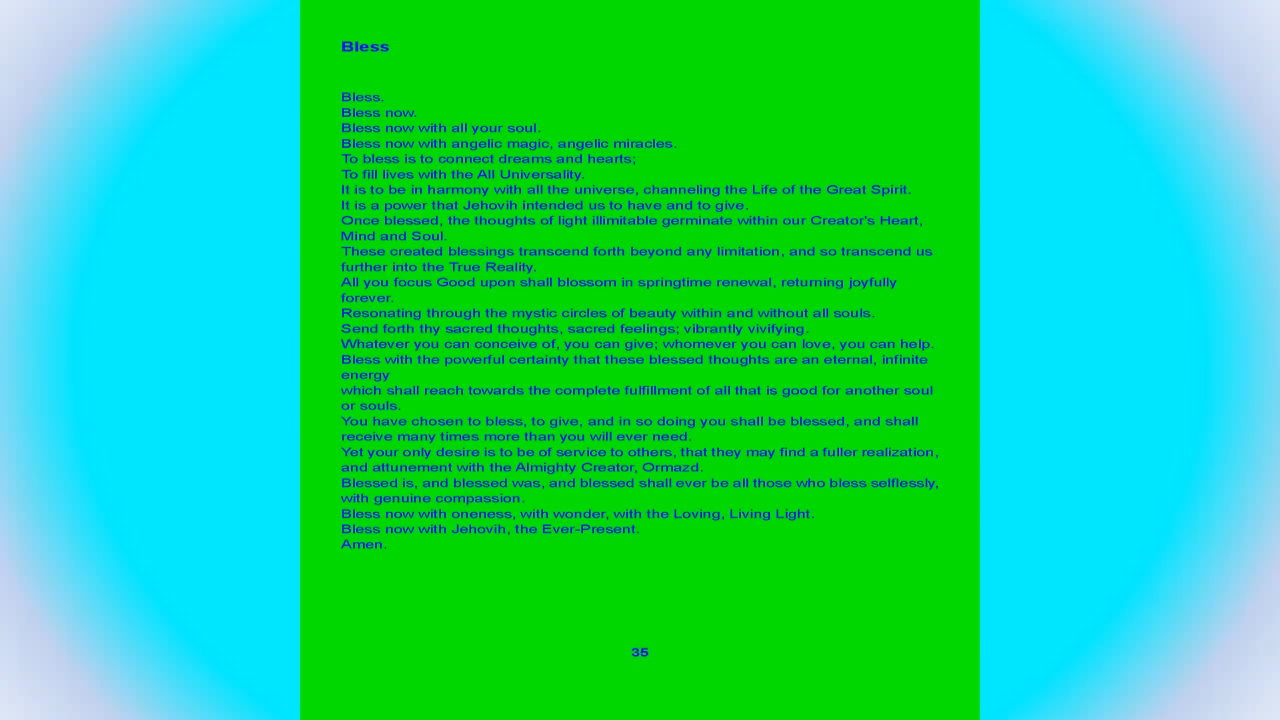 Bless
Bless.
Bless now.
Bless now with all your soul.
Bless now with angelic magic, angelic miracles.
To bless is to connect dreams and hearts;
To fill lives with the All Universality.
It is to be in harmony with all the universe, channeling the Life of the Great Spirit.
It is a power that Jehovih intended us to have and to give.
Once blessed, the thoughts of light illimitable germinate within our Creator's Heart,
Mind and Soul.
These created blessings transcend forth beyond any limitation, and so transcend us
further into the True Reality.
All you focus Good upon shall blossom in springtime renewal, returning joyfully
forever.
Resonating through the mystic circles of beauty within and without all souls.
Send forth thy sacred thoughts, sacred feelings; vibrantly vivifying.
Whatever you can conceive of, you can give; whomever you can love, you can help.
Bless with the powerful certainty that these blessed thoughts are an eternal, infinite
energy
which shall reach towards the complete fulfillment of all that is good for another soul
or souls.
You have chosen to bless, to give, and in so doing you shall be blessed, and shall
receive many times more than you will ever need.
Yet your only desire is to be of service to others, that they may find a fuller realization,
and attunement with the Almighty Creator, Ormazd.
Blessed is, and blessed was, and blessed shall ever be all those who bless selflessly,
with genuine compassion.
Bless now with oneness, with wonder, with the Loving, Living Light.
Bless now with Jehovih, the Ever-Present.
Amen.
35